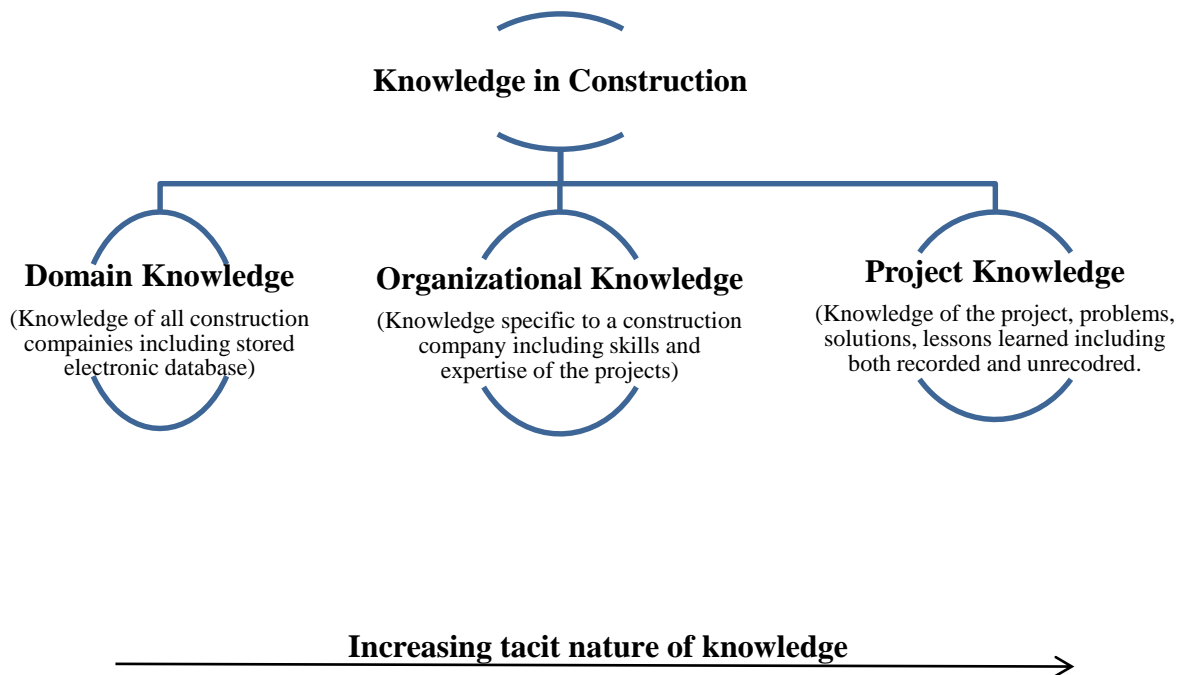 Knowledge in Construction
Domain Knowledge
(Knowledge of all construction
compainies including stored
electronic database)
Organizational Knowledge
(Knowledge specific to a construction
company including skills and
expertise of the projects)
Project Knowledge
(Knowledge of the project, problems,
solutions, lessons learned including
both recorded and unrecodred.
Increasing tacit nature of knowledge